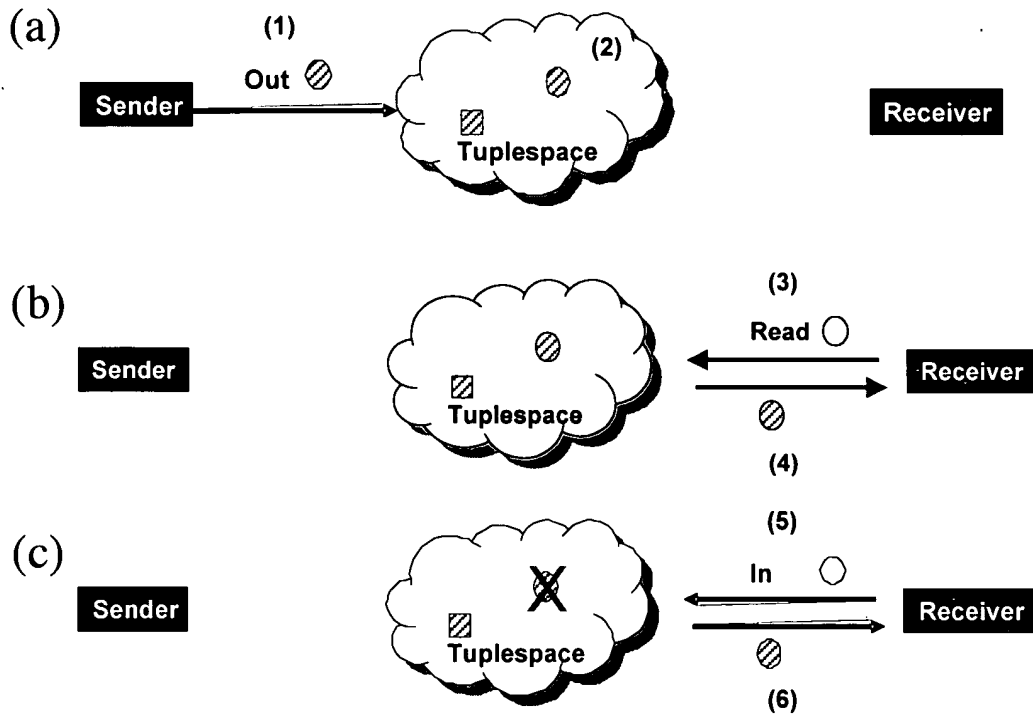 (a)
(1)
Out
(2)
Sender
Tuplespace
Receiver
(b)
(3)
Read
Sender
Tuplespace
Receiver
(4)
(c)
(5)
In
Sender
Tuplespace
Receiver
(6)